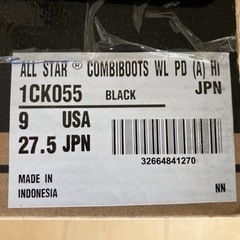 ALL STAR ® COMBIBOOTS WL PD (A) HI
1CK055 BLACK JPN
9 USA
27.5 JPN
32664841270
MADE IN
INDONESIA
NN